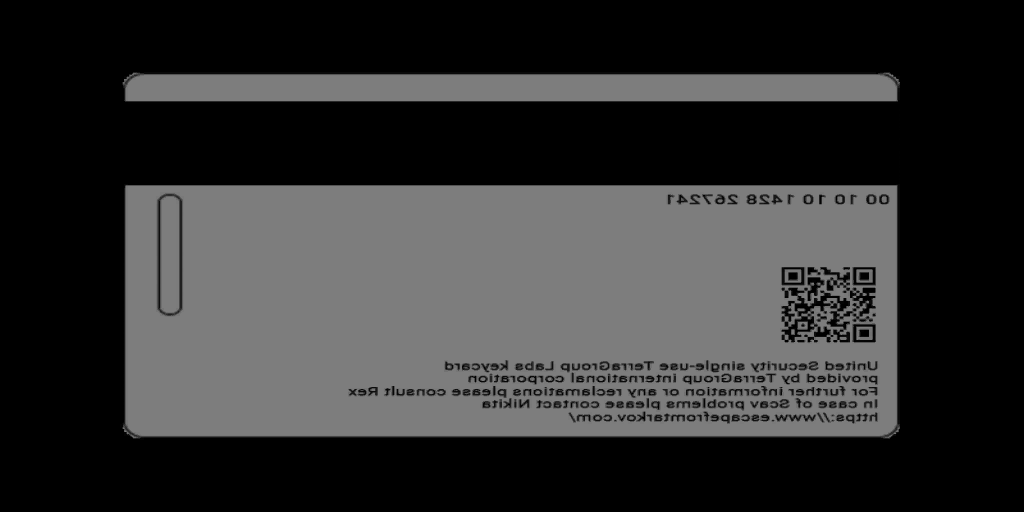 00 10 10 10 1428 267241
United Security single-use TerraGroup Labs keycard
provided by TerraGroup international corporation
For further information or any reclamations please consult Rex
In case of Scav problems please contact Nikita
https://www.escapefromtarkov.com/